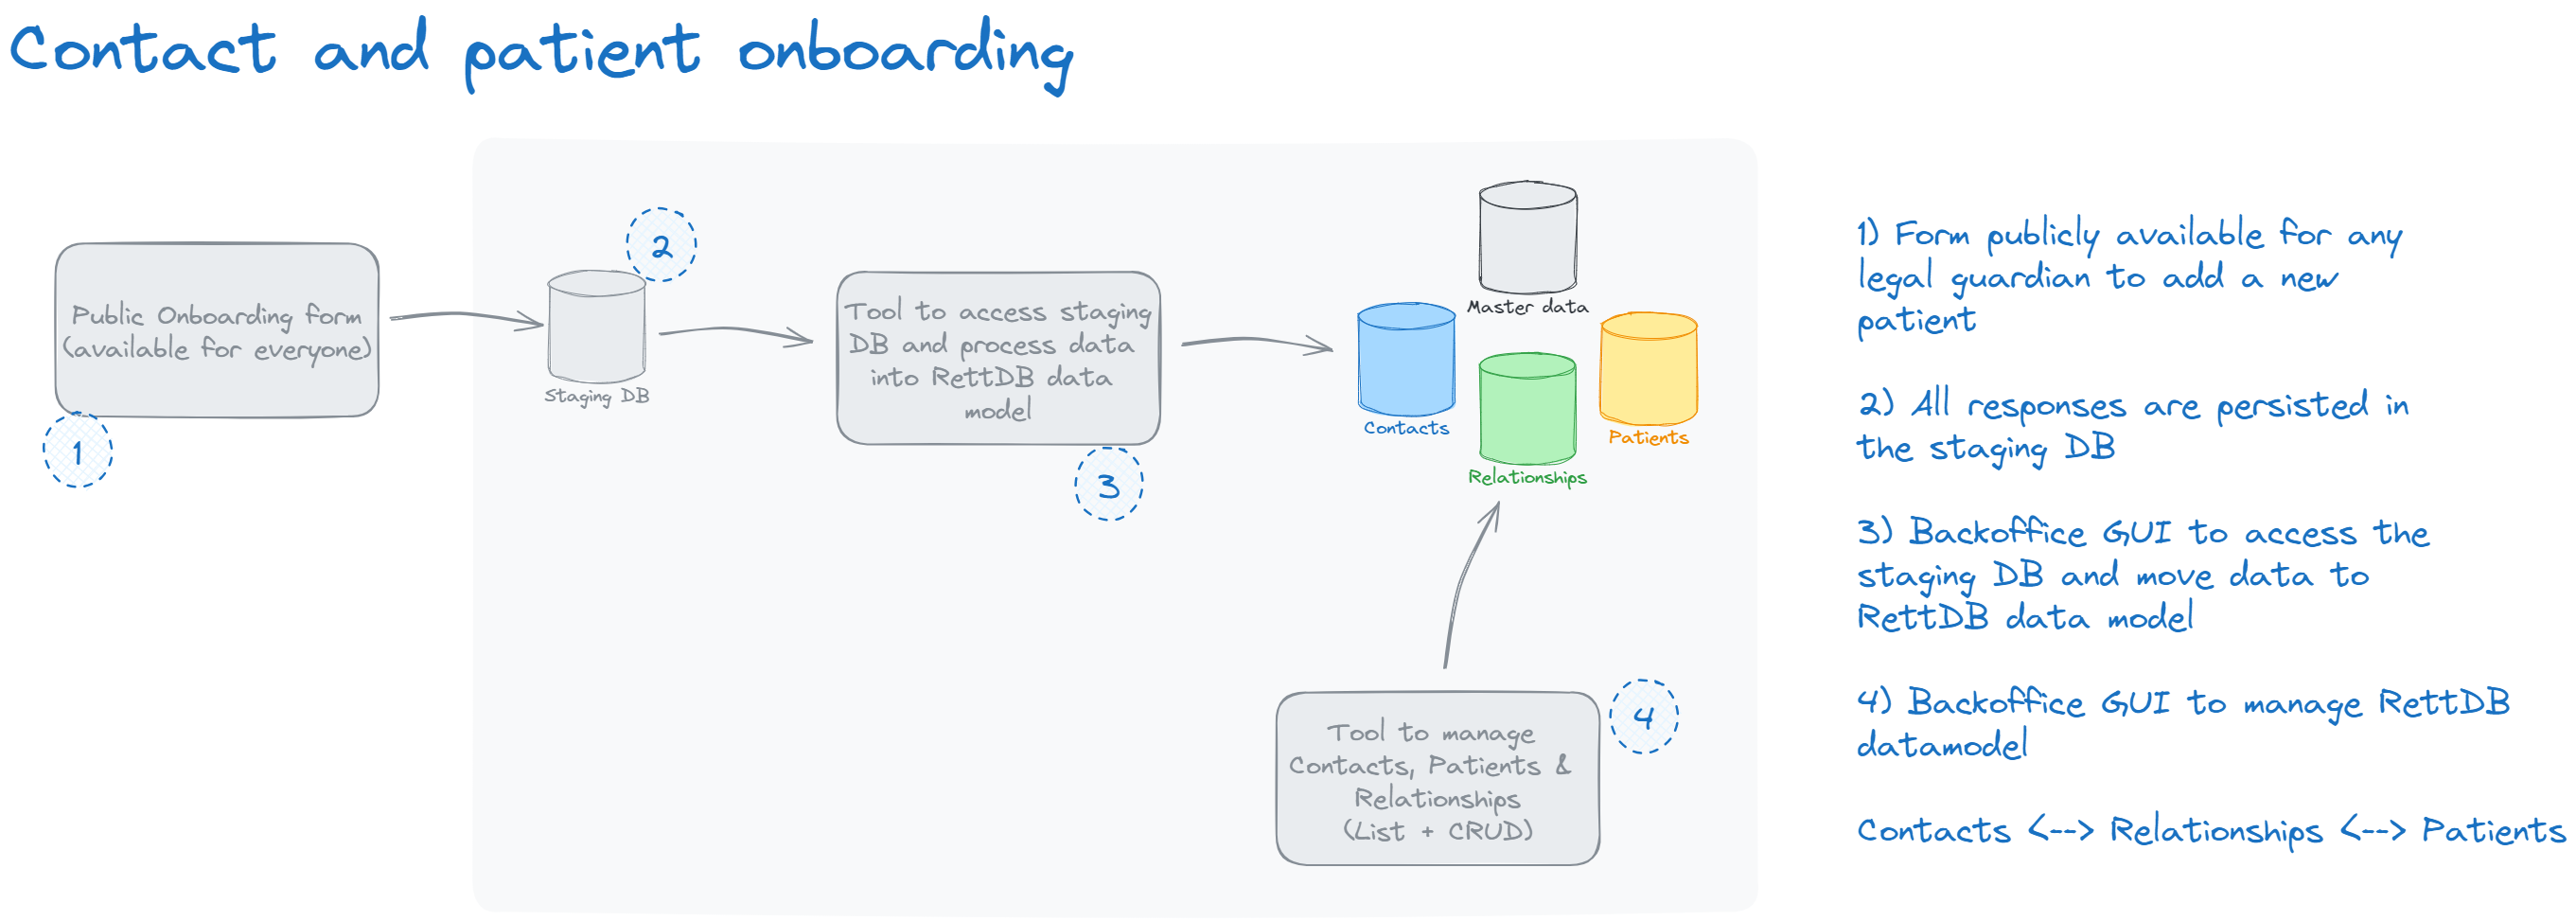 Contact and patient onboarding
Public Onboarding form
(available for everyone)
1
2
Staging DB
Tool to access staging
DB and process data
into RettDB data
model
3
Master data
Contacts
Patients
Relationships
Tool to manage
Contacts, Patients &
Relationships
(List + CRUD)
4
1) Form publicly available for any
legal guardian to add a new
patient
2) All responses are persisted in
the staging DB
3) Backoffice GUI to access the
staging DB and move data to
RettDB data model
4) Backoffice GUI to manage RettDB
datamodel
Contacts <--> Relationships <--> Patients